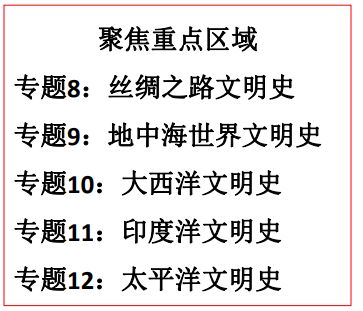 聚焦重点区域
专题8：丝绸之路文明史
专题9：地中海世界文明史
专题10：大西洋文明史
专题11：印度洋文明史
专题12：太平洋文明史